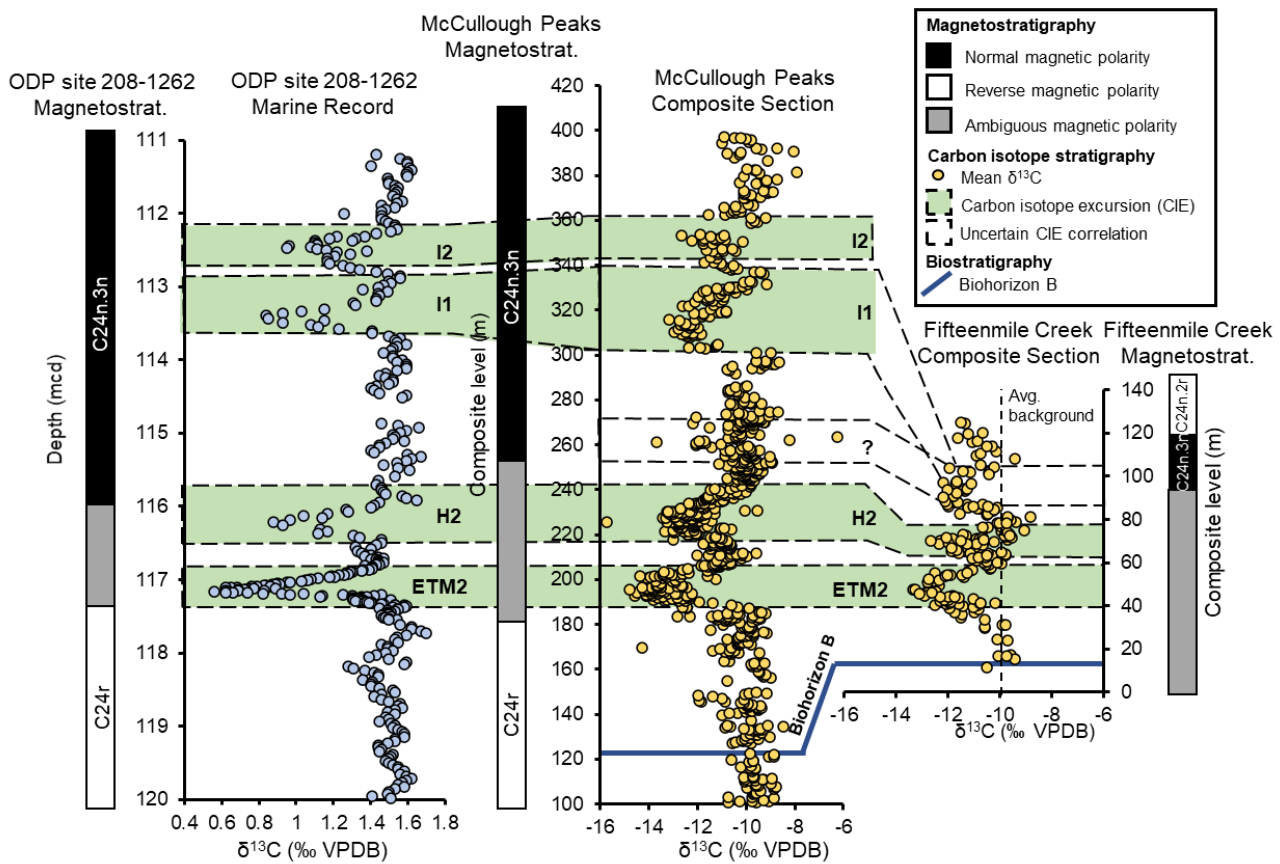 McCullough Peaks
Magnetostrat.
ODP site 208-1262
Magnetostrat.
ODP site 208-1262
Marine Record
McCullough Peaks
Composite Section
Magnetostratigraphy
Normal magnetic polarity
Reverse magnetic polarity
Ambiguous magnetic polarity
Carbon isotope stratigraphy
Mean δ13C
Carbon isotope excursion (CIE)
Uncertain CIE correlation
Biostratigraphy
Biohorizon B
Fifteenmile Creek
Composite Section
Fifteenmile Creek
Magnetostrat.
C24n.3n
C24r
Depth (mcd)
111
112
113
114
115
116
117
118
119
120
0.4 0.6 0.8 1 1.2 1.4 1.6 1.8
δ13C (‰ VPDB)
I2
I1
H2
ETM2
C24n.3n
C24r
Composite level (m)
420
400
380
360
340
320
300
280
260
240
220
200
180
160
140
120
100
-16 -14 -12 -10 -8 -6
δ13C (‰ VPDB)
I2
I1
?
H2
ETM2
Biohorizon B
Avg.
background
140
120
100
80
60
40
20
0
-16 -14 -12 -10 -8 -6
δ13C (‰ VPDB)
Composite level (m)
C24n.2r
C24n.3n